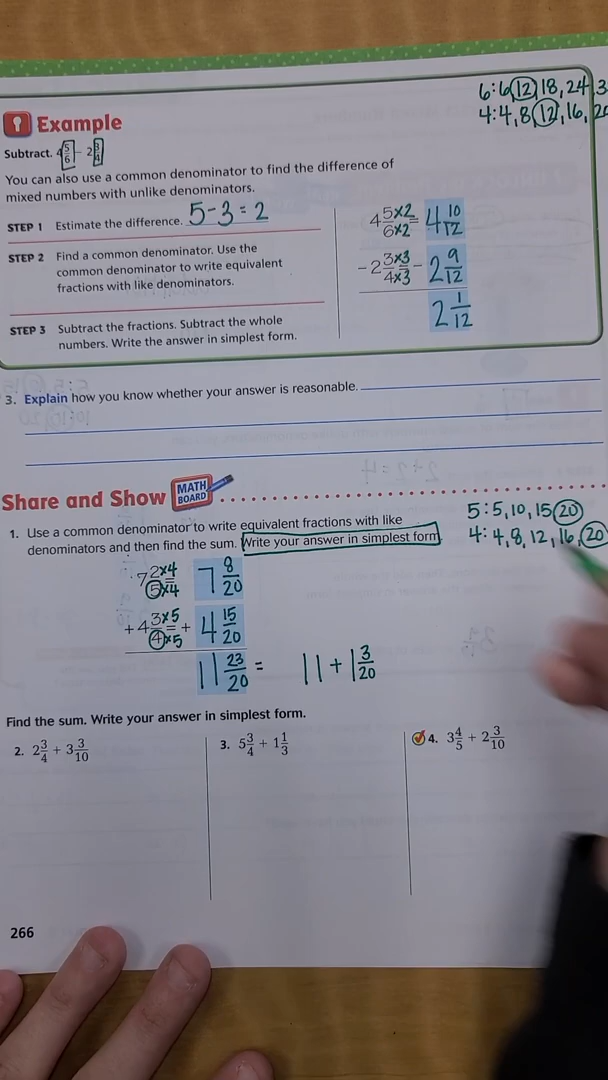 6:6,12,18,24,3
4:4,8,12,16,20
Example
Subtract. 4 5/6 − 2 3/4
You can also use a common denominator to find the difference of
mixed numbers with unlike denominators.
STEP 1 Estimate the difference. 5-3=2
STEP 2 Find a common denominator. Use the
common denominator to write equivalent
fractions with like denominators.
STEP 3 Subtract the fractions. Subtract the whole
numbers. Write the answer in simplest form.
4 5×2/6×2 = 4 10/12
− 2 3×3/4×3 = − 2 9/12
2 1/12
3. Explain how you know whether your answer is reasonable.
Share and Show MATH BOARD
1. Use a common denominator to write equivalent fractions with like
denominators and then find the sum. Write your answer in simplest form.
5:5,10,15,20
4:4,8,12,16,20
7 2×4/5×4 = 7 8/20
+ 4 3×5/4×5 = + 4 15/20
11 23/20 = 11+1 3/20
Find the sum. Write your answer in simplest form.
2. 2 3/4 + 3 3/10
3. 5 3/4 + 1 1/3
4. 3 4/5 + 2 3/10
266